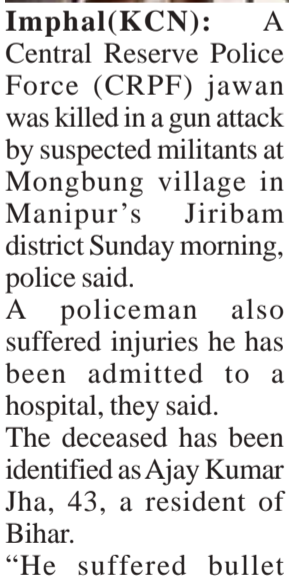 Imphal(KCN): A
Central Reserve Police
Force (CRPF) jawan
was killed in a gun attack
by suspected militants at
Mongbung village in
Manipur’s Jiribam
district Sunday morning,
police said.
A policeman also
suffered injuries he has
been admitted to a
hospital, they said.
The deceased has been
identified as Ajay Kumar
Jha, 43, a resident of
Bihar.
“He suffered bullet